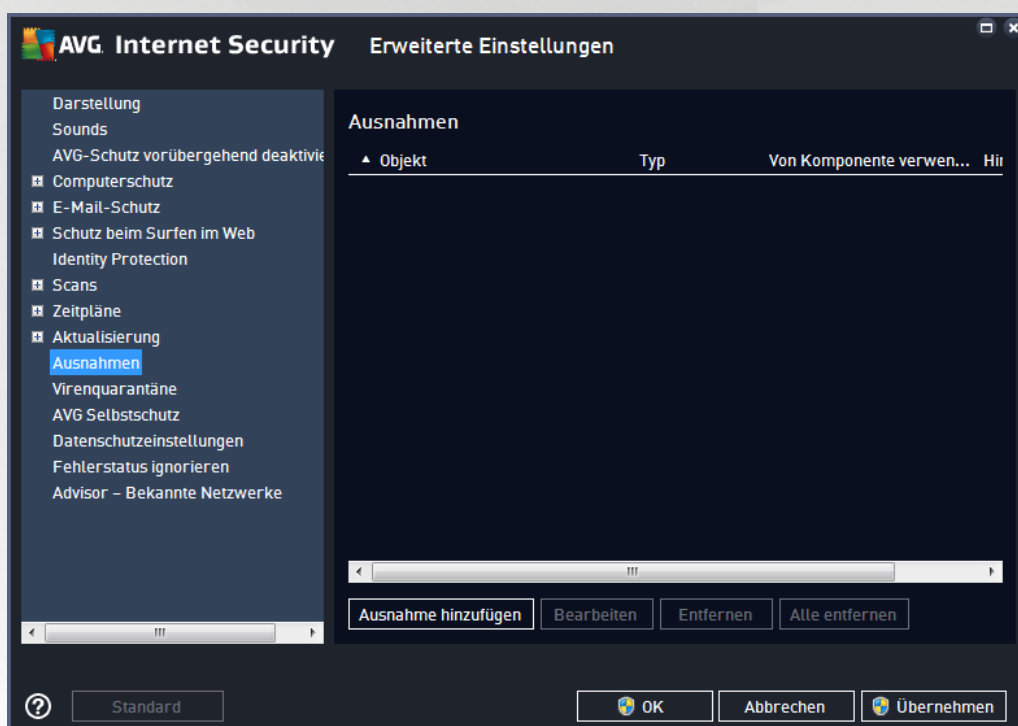 AVG. Internet Security Erweiterte Einstellungen
Darstellung
Sounds
AVG-Schutz vorübergehend deaktivie
Computerschutz
E-Mail-Schutz
Schutz beim Surfen im Web
Identity Protection
Scans
Zeitpläne
Aktualisierung
Ausnahmen
Virenquarantäne
AVG Selbstschutz
Datenschutzeinstellungen
Fehlerstatus ignorieren
Advisor – Bekannte Netzwerke
Ausnahmen
Objekt Typ Von Komponente verwen... Hin
Ausnahme hinzufügen Bearbeiten Entfernen Alle entfernen
Standard OK Abbrechen Übernehmen